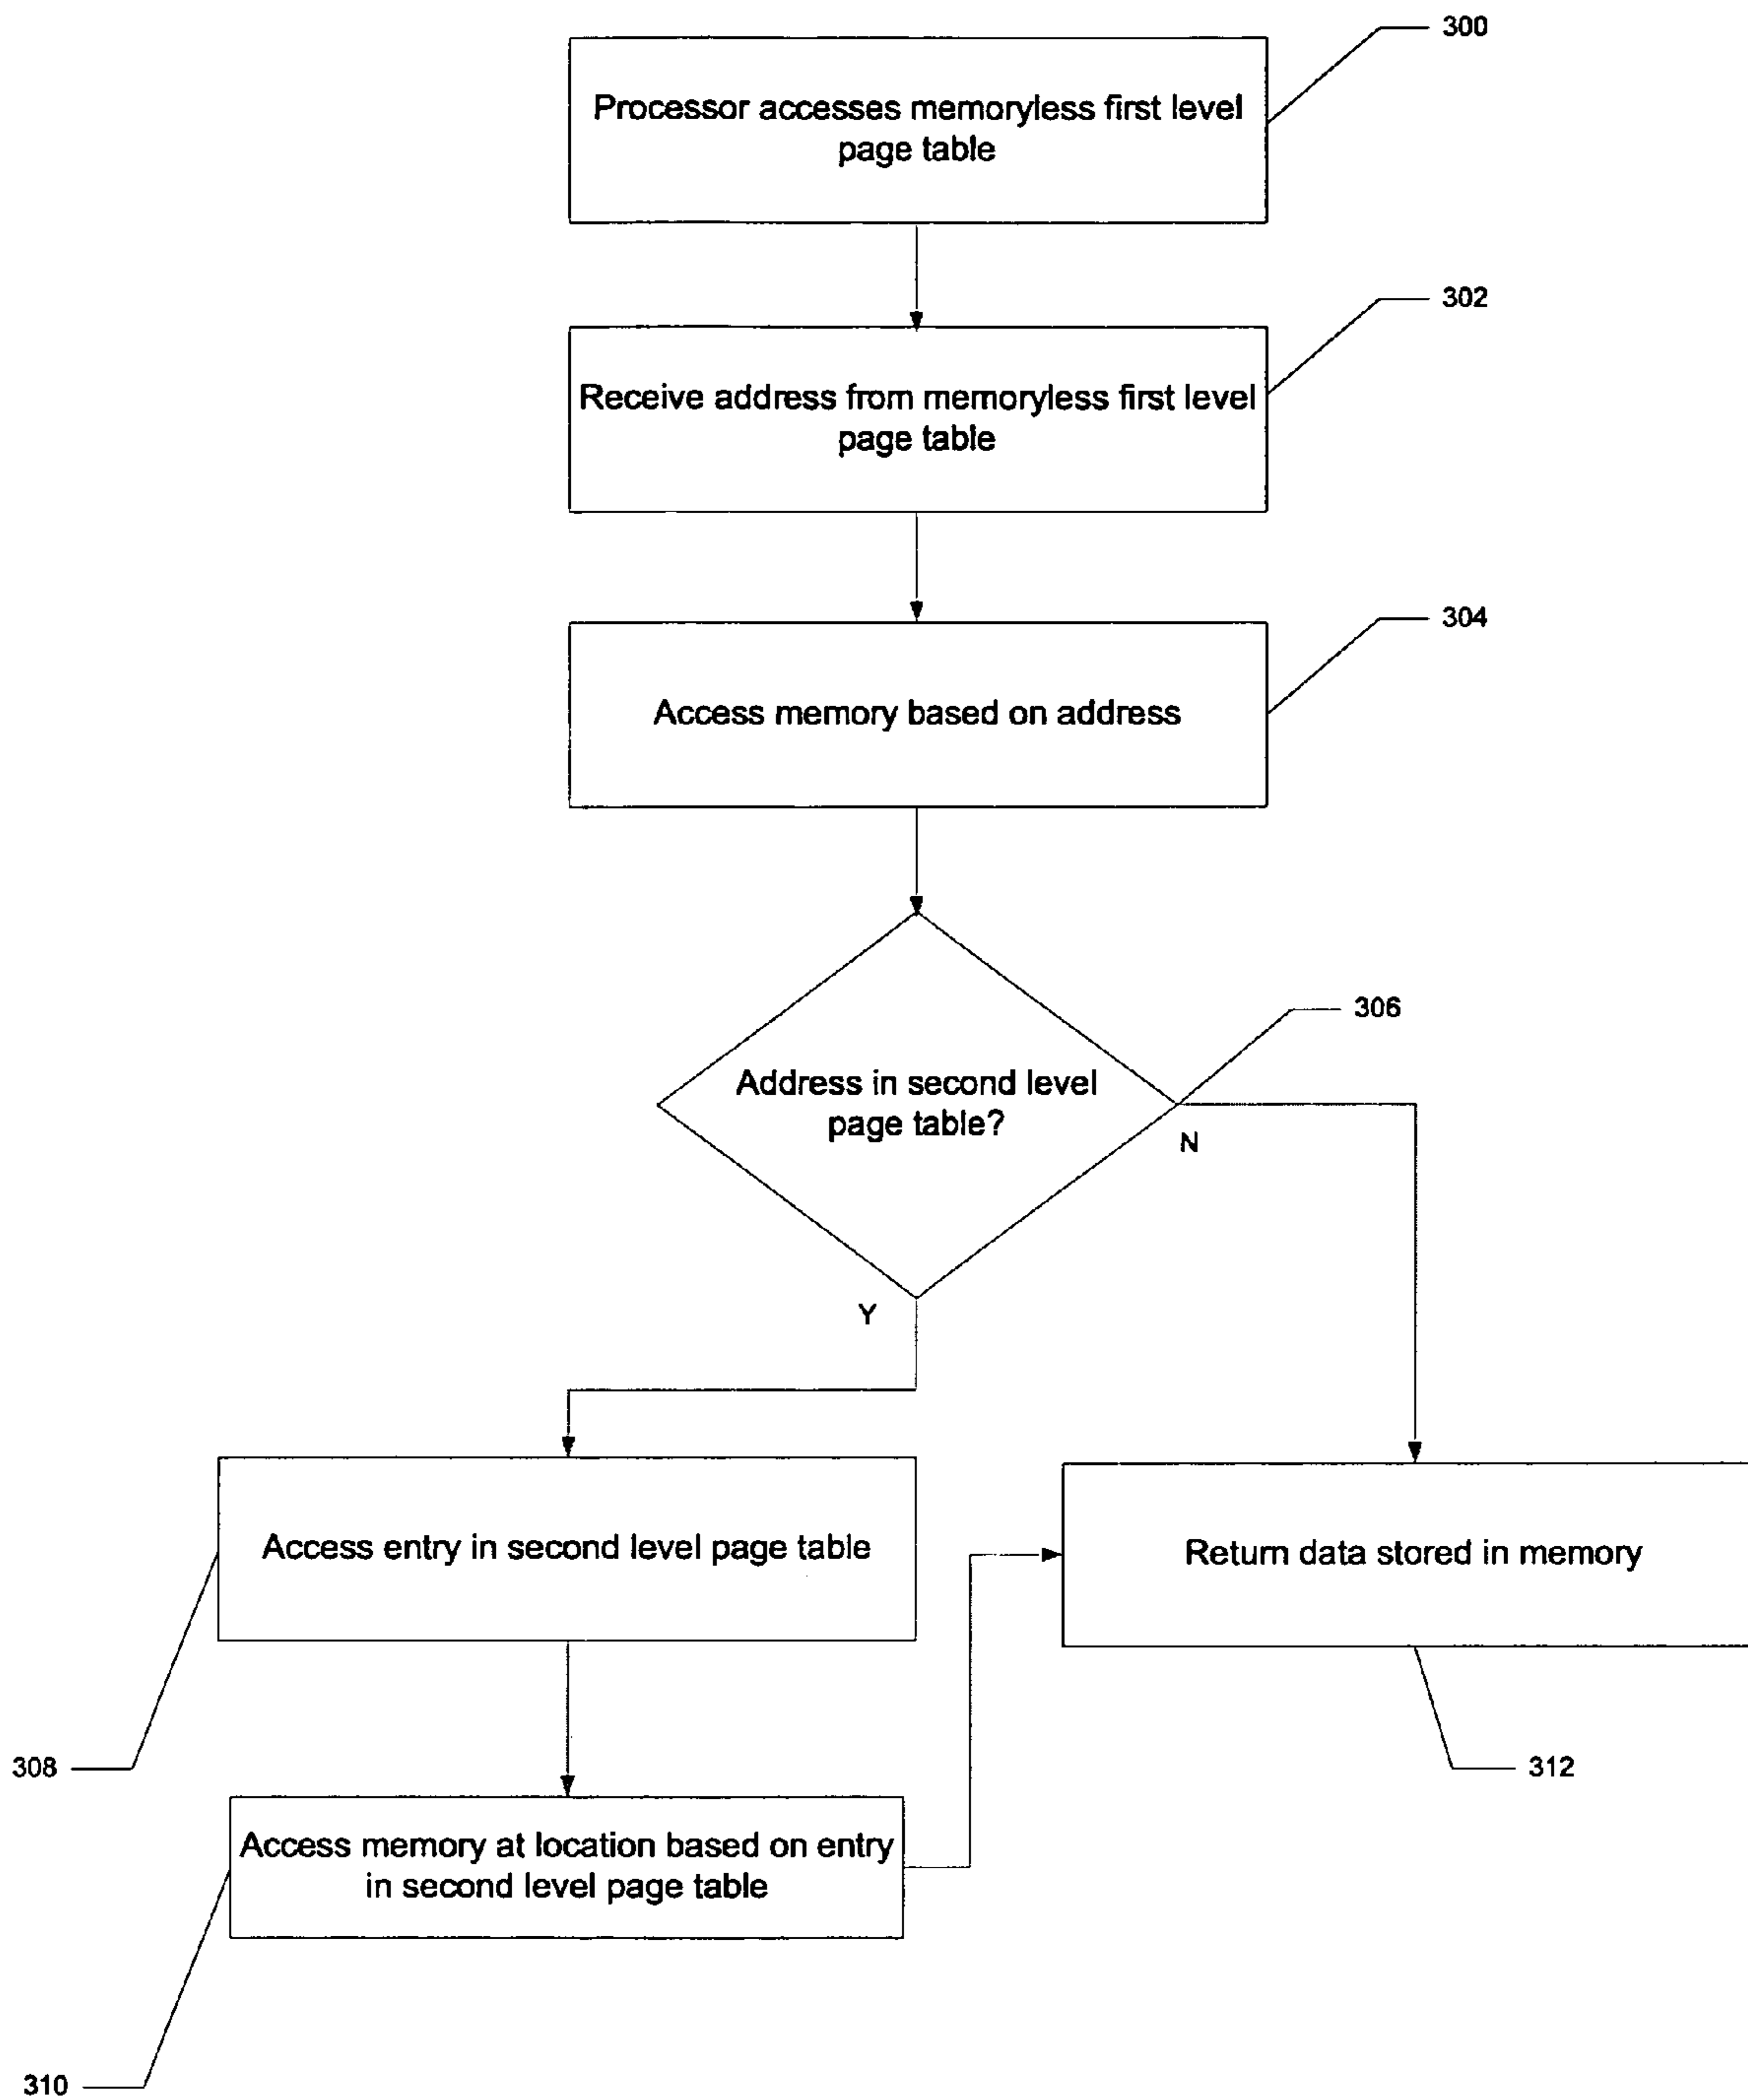 300
Processor accesses memoryless first level
page table
302
Receive address from memoryless first level
page table
304
Access memory based on address
306
Address in second level
page table?
N
Y
Access entry in second level page table
Return data stored in memory
308
312
Access memory at location based on entry
in second level page table
310